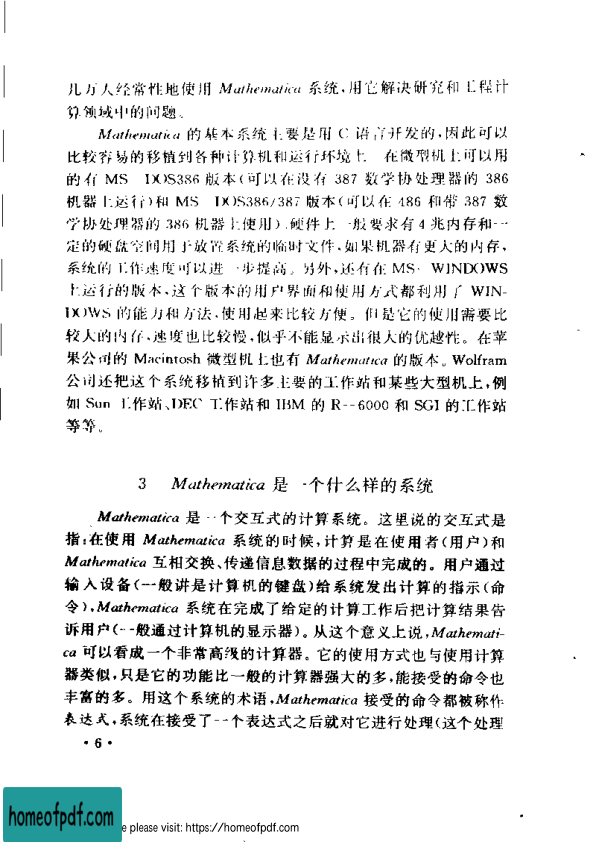 几万人经常性地使用 Mathematica 系统,用它解决研究和工程计
算领域中的问题。
Mathematica 的基本系统主要是用 C 语言开发的,因此可以
比较容易的移植到各种计算机和运行环境上 在微型机上可以用
的有 MS DOS386 版本(可以在没有 387 数学协处理器的 386
机器上运行)和 MS DOS386/387 版本(可以在 486 和带 387 数
学协处理器的 386 机器上使用).硬件上一般要求有 4 兆内存和一
定的硬盘空间用于放置系统的临时文件,如果机器有更大的内存,
系统的工作速度可以进一步提高。另外,还有在 MS- WINDOWS
上运行的版本,这个版本的用户界面和使用方式都利用了 WIN-
DOWS 的能力和方法、使用起来比较方便。但是它的使用需要比
较大的内存,速度也比较慢,似乎不能显示出很大的优越性。在苹
果公司的 Macintosh 微型机上也有 Mathematica 的版本。Wolfram
公司还把这个系统移植到许多主要的工作站和某些大型机上,例
如 Sun 工作站、DEC 工作站和 IBM 的 R--6000 和 SGI 的工作站
等等。
3 Mathematica 是一个什么样的系统
Mathematica 是一个交互式的计算系统。这里说的交互式是
指:在使用 Mathematica 系统的时候,计算是在使用者(用户)和
Mathematica 互相交换、传递信息数据的过程中完成的。用户通过
输入设备(一般讲是计算机的键盘)给系统发出计算的指示(命
令),Mathematica 系统在完成了给定的计算工作后把计算结果告
诉用户(一般通过计算机的显示器)。从这个意义上说,Mathemati-
ca 可以看成一个非常高级的计算器。它的使用方式也与使用计算
器类似,只是它的功能比一般的计算器强大的多,能接受的命令也
丰富的多。用这个系统的术语,Mathematica 接受的命令都被称作
表达式,系统在接受了一个表达式之后就对它进行处理(这个处理
·6·
homeofpdf.com
e please visit: https://homeofpdf.com